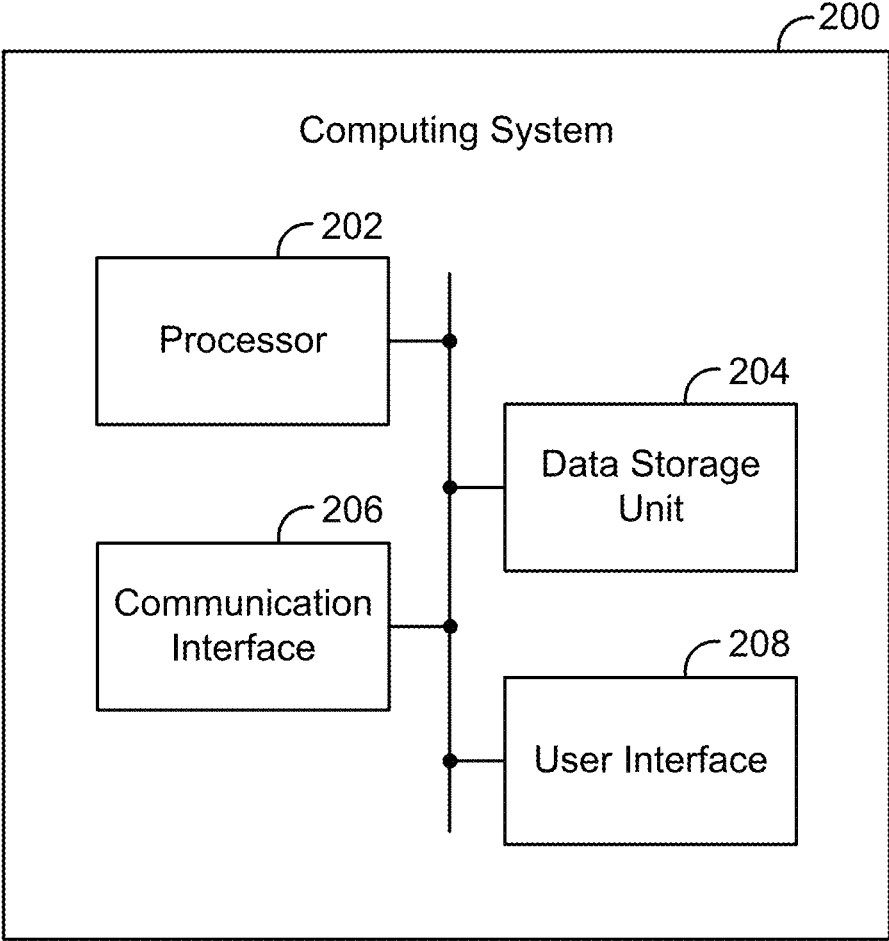 200
Computing System
202
Processor
204
Data Storage
Unit
206
Communication
Interface
208
User Interface